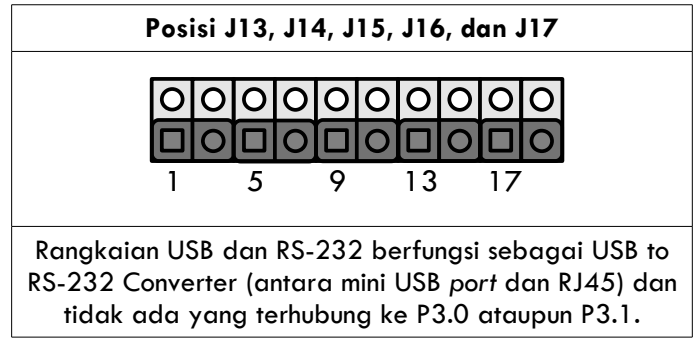 Posisi J13, J14, J15, J16, dan J17
1 5 9 13 17
Rangkaian USB dan RS-232 berfungsi sebagai USB to
RS-232 Converter (antara mini USB port dan RJ45) dan
tidak ada yang terhubung ke P3.0 ataupun P3.1.